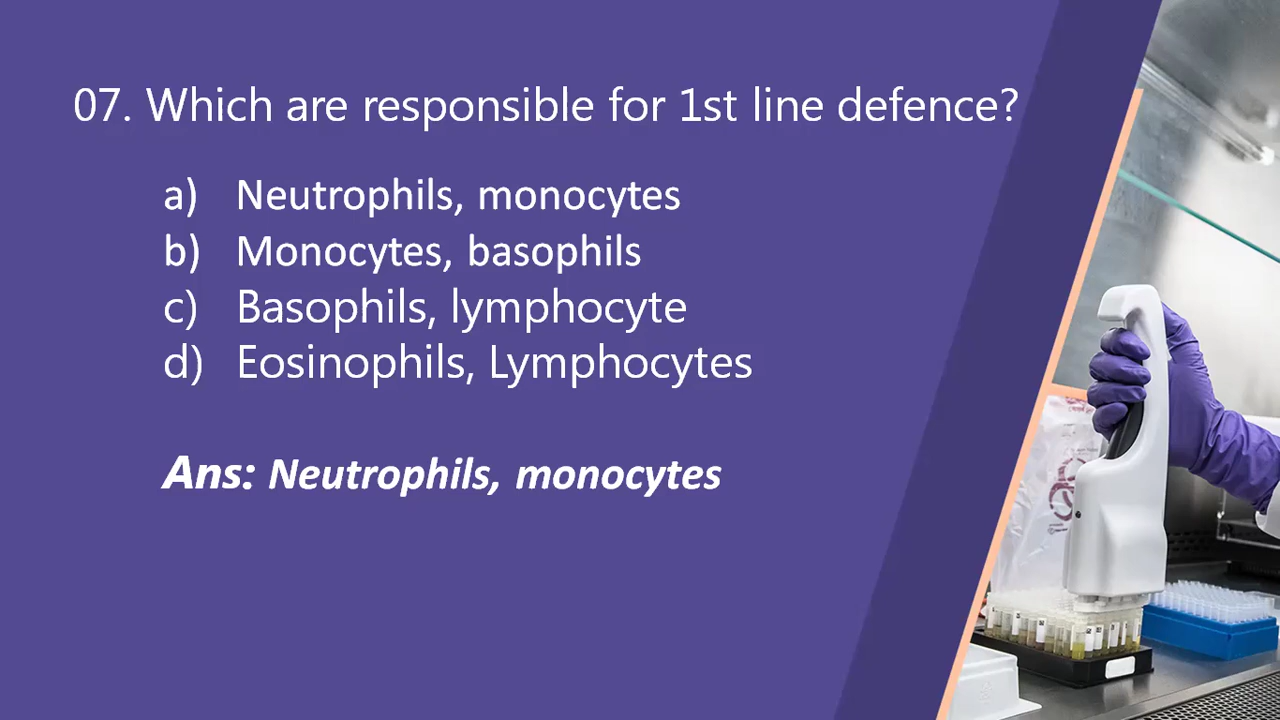 07. Which are responsible for 1st line defence?
a) Neutrophils, monocytes
b) Monocytes, basophils
c) Basophils, lymphocyte
d) Eosinophils, Lymphocytes
Ans: Neutrophils, monocytes